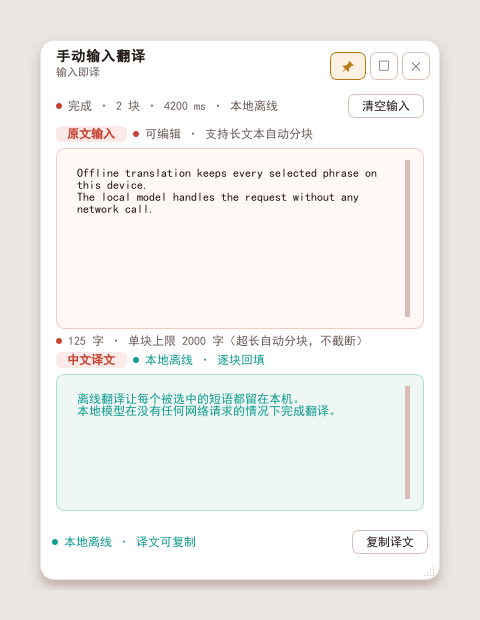 手动输入翻译
输入即译
完成 · 2 块 · 4200 ms · 本地离线
清空输入
原文输入 可编辑 · 支持长文本自动分块
Offline translation keeps every selected phrase on
this device.
The local model handles the request without any
network call.
125 字 · 单块上限 2000 字（超长自动分块，不截断）
中文译文 本地离线 · 逐块回填
离线翻译让每个被选中的短语都留在本机。
本地模型在没有任何网络请求的情况下完成翻译。
本地离线 · 译文可复制
复制译文